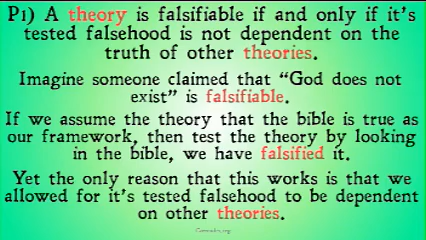 P1) A theory is falsifiable if and only if it's
tested falsehood is not dependent on the
truth of other theories.
Imagine someone claimed that "God does not
exist" is falsifiable.
If we assume the theory that the bible is true as
our framework, then test the theory by looking
in the bible, we have falsified it.
Yet the only reason that this works is that we
allowed for it's tested falsehood to be dependent
on other theories.